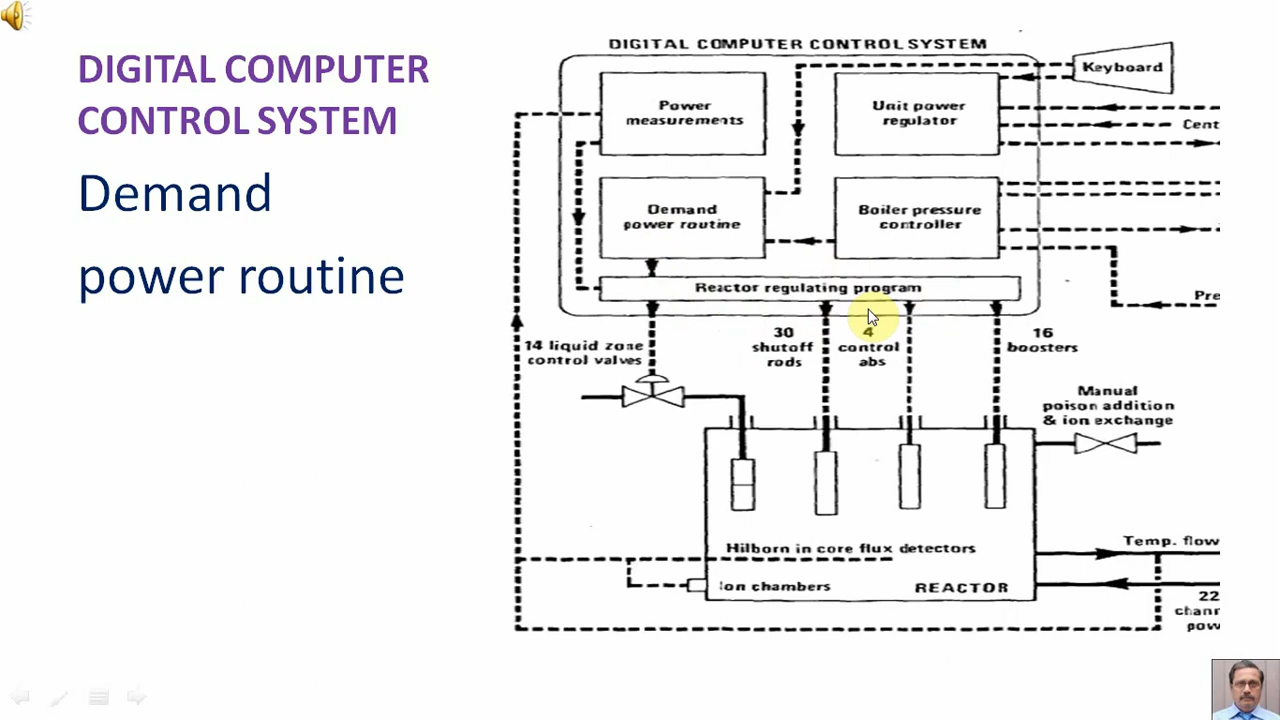 DIGITAL COMPUTER
CONTROL SYSTEM
Demand
power routine
DIGITAL COMPUTER CONTROL SYSTEM
Keyboard
Power
measurements
Unit power
regulator
Cent
Demand
power routine
Boiler pressure
controller
Reactor regulating program
Pre
14 liquid zone
control valves
30
shutoff
rods
4
control
abs
16
boosters
Manual
poison addition
& ion exchange
Temp. flow
Hilborn in core flux detectors
Ion chambers
REACTOR
22
chann
pow